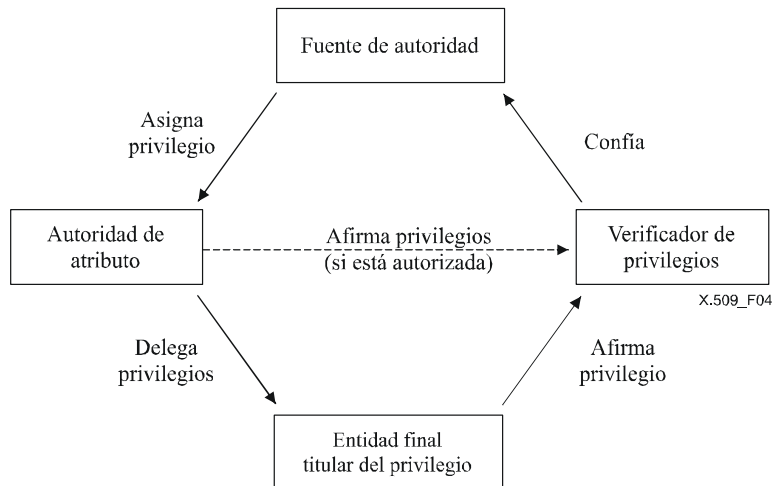 Fuente de autoridad
Asigna
privilegio
Confía
Autoridad de
atributo
Afirma privilegios
(si está autorizada)
Verificador de
privilegios
X.509_F04
Delega
privilegios
Afirma
privilegio
Entidad final
titular del privilegio